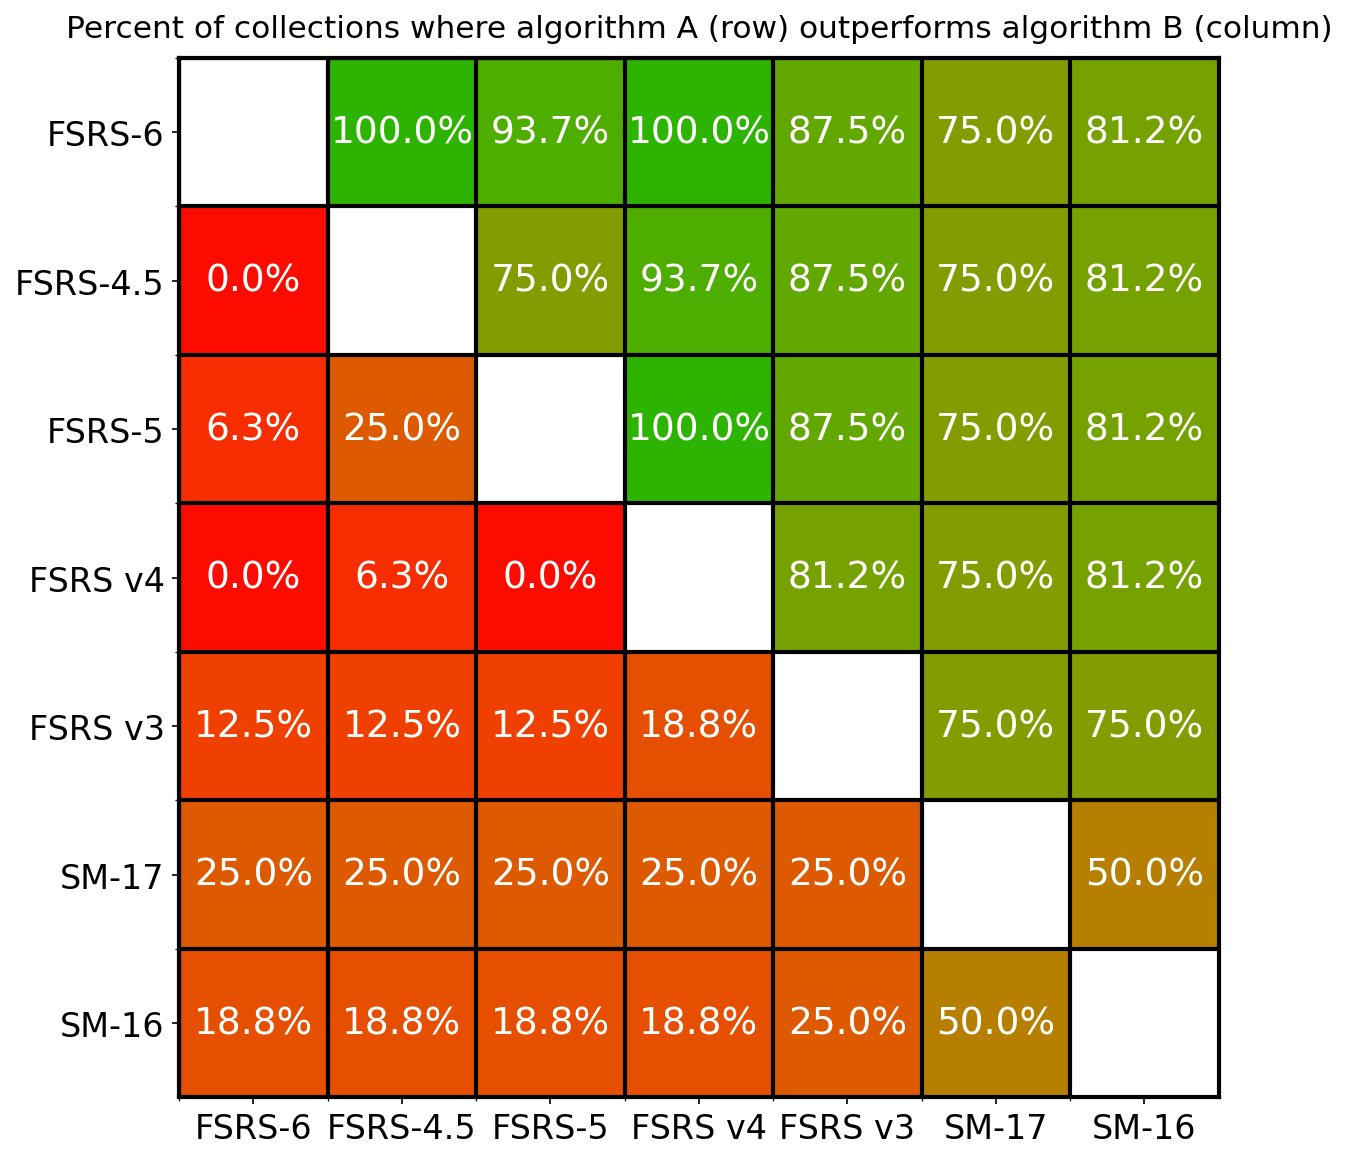 Percent of collections where algorithm A (row) outperforms algorithm B (column)
FSRS-6 100.0% 93.7% 100.0% 87.5% 75.0% 81.2%
FSRS-4.5 0.0% 75.0% 93.7% 87.5% 75.0% 81.2%
FSRS-5 6.3% 25.0% 100.0% 87.5% 75.0% 81.2%
FSRS v4 0.0% 6.3% 0.0% 81.2% 75.0% 81.2%
FSRS v3 12.5% 12.5% 12.5% 18.8% 75.0% 75.0%
SM-17 25.0% 25.0% 25.0% 25.0% 25.0% 50.0%
SM-16 18.8% 18.8% 18.8% 18.8% 25.0% 50.0%
FSRS-6 FSRS-4.5 FSRS-5 FSRS v4 FSRS v3 SM-17 SM-16